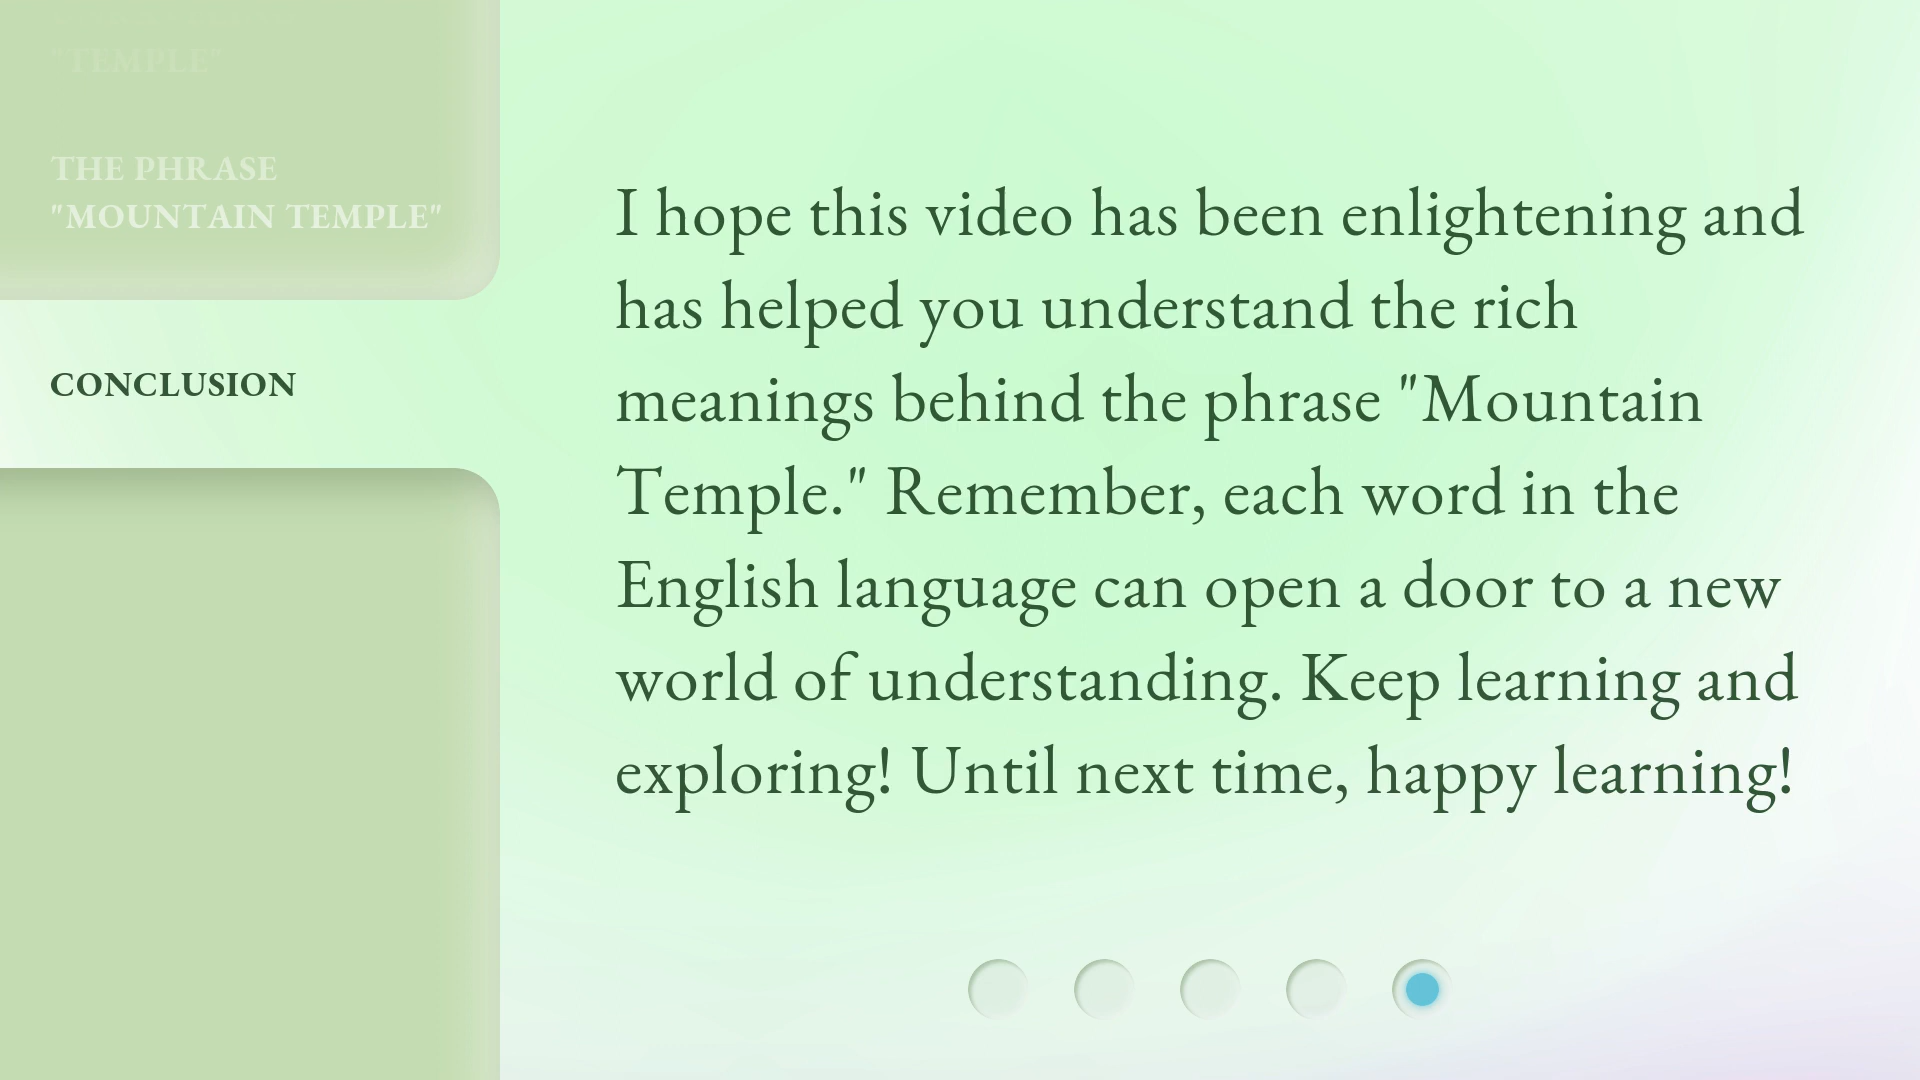 "TEMPLE"
THE PHRASE
"MOUNTAIN TEMPLE"
CONCLUSION
I hope this video has been enlightening and
has helped you understand the rich
meanings behind the phrase "Mountain
Temple." Remember, each word in the
English language can open a door to a new
world of understanding. Keep learning and
exploring! Until next time, happy learning!